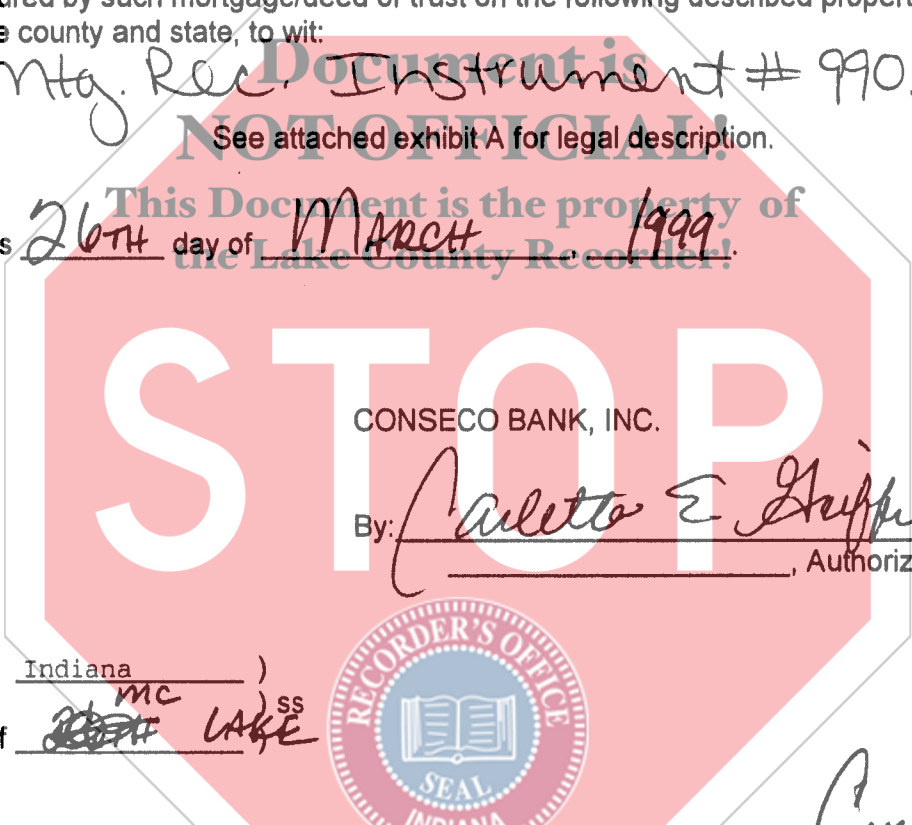 ured by such mortgage/deed of trust on the following described propert
e county and state, to wit:
Document is
Mtg. Rec. Instrument # 990
NOT OFFICIAL!
See attached exhibit A for legal description.
This Document is the property of
s 26TH day of MARCH, 1999.
the Lake County Recorder!
STOP
CONSECO BANK, INC.
By: Carlette E Griff
, Authoriz
RECORDER'S OFFICE
Indiana )
MC
) ss
f LAKE )
SEAL
INDIANA